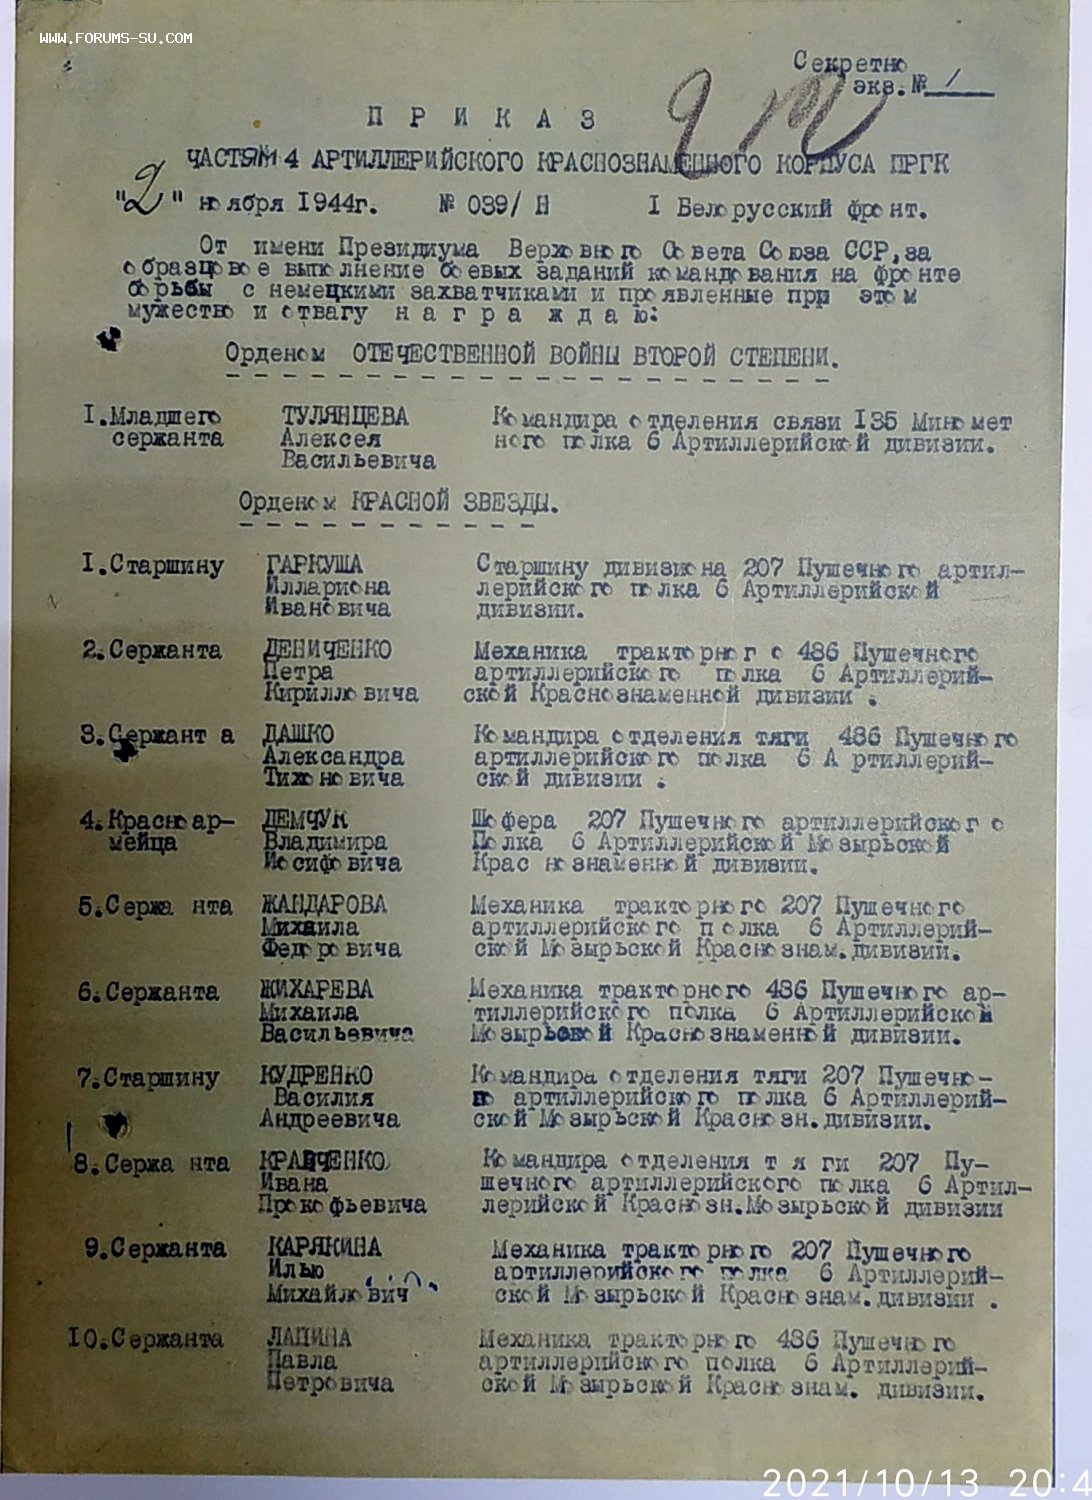 WWW.FORUMS-SU.COM
Секретно
экз.№ 1
П Р И К А З
ЧАСТЯМ 4 АРТИЛЛЕРИЙСКОГО КРАСНОЗНАМЕННОГО КОРПУСА ПРГК
"2" ноября 1944г. № 039/Н I Белорусский фронт.
От имени Президиума Верховного Совета Союза ССР,за
образцовое выполнение боевых заданий командования на фронте
борьбы с немецкими захватчиками и проявленные при этом
мужество и отвагу н а г р а ж д а ю:
Орденом ОТЕЧЕСТВЕННОЙ ВОЙНЫ ВТОРОЙ СТЕПЕНИ.
I.Младшего ТУЛЯНЦЕВА Командира отделения связи I35 Миномет
сержанта Алексея ного полка 6 Артиллерийской дивизии.
Васильевича
Орденом КРАСНОЙ ЗВЕЗДЫ.
I.Старшину ГАРКУША Старшину дивизиона 207 Пушечного артил-
Иллариона лерийского полка 6 Артиллерийской
Ивановича дивизии.
2.Сержанта ДЕНИЧЕНКО Механика тракторного 486 Пушечного
Петра артиллерийского полка 6 Артиллерий-
Кирилловича ской Краснознаменной дивизии .
3.Сержант а ДАШКО Командира отделения тяги 486 Пушечного
Александра артиллерийского полка 6 А ртиллерий-
Тихоновича ской дивизии .
4.Красноар- ДЕМЧУК Шофера 207 Пушечного артиллерийского
мейца Владимира Полка 6 Артиллерийской Мозырьской
Иосифовича Краснознаменной дивизии.
5.Сержа нта ЖАНДАРОВА Механика тракторного 207 Пушечного
Михаила артиллерийского полка 6 Артиллерий-
Федоровича ской Мозырьской Краснознам.дивизии.
6.Сержанта ЖИХАРЕВА Механика тракторного 486 Пушечного ар-
Михаила тиллерийского полка 6 Артиллерийской
Васильевича Мозырьской Краснознаменной дивизии.
7.Старшину КУДРЕНКО Командира отделения тяги 207 Пушечно-
Василия го артиллерийского полка 6 Артиллерий-
Андреевича ской Мозырьской Краснозн.дивизии.
8.Сержа нта КРАВЧЕНКО Командира отделения т я ги 207 Пу-
Ивана шечного артиллерийского полка 6 Артил-
Прокофьевича лерийской Краснозн.Мозырьской дивизии
9.Сержанта КАРЯКИНА Механика тракторного 207 Пушечного
Илью артиллерийского полка 6 Артиллерий-
Михайлович ской Мозырьской Краснознам.дивизии .
IO.Сержанта ЛАПИНА Механика тракторного 486 Пушечного
Павла артиллерийского полка 6 Артиллерий-
Петровича ской Мозырьской Краснознам. дивизии.
2021/10/13 20:4